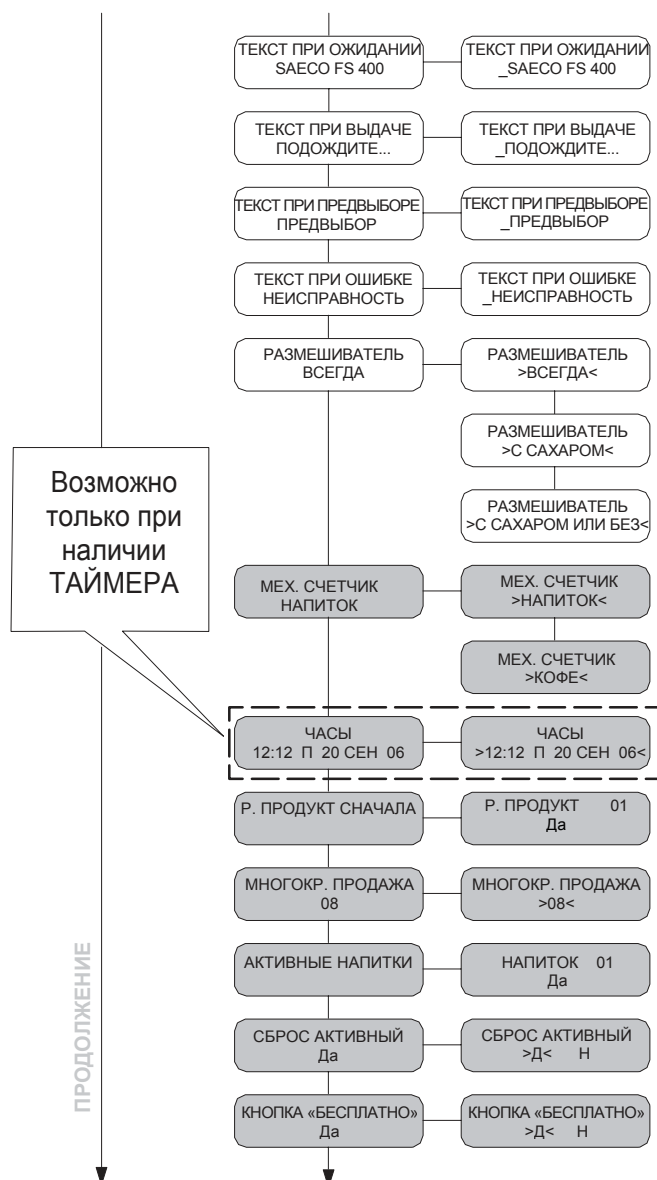 ТЕКСТ ПРИ ОЖИДАНИИ
SAECO FS 400
ТЕКСТ ПРИ ОЖИДАНИИ
_SAECO FS 400
ТЕКСТ ПРИ ВЫДАЧЕ
ПОДОЖДИТЕ...
ТЕКСТ ПРИ ВЫДАЧЕ
_ПОДОЖДИТЕ...
ТЕКСТ ПРИ ПРЕДВЫБОРЕ
ПРЕДВЫБОР
ТЕКСТ ПРИ ПРЕДВЫБОРЕ
_ПРЕДВЫБОР
ТЕКСТ ПРИ ОШИБКЕ
НЕИСПРАВНОСТЬ
ТЕКСТ ПРИ ОШИБКЕ
_НЕИСПРАВНОСТЬ
РАЗМЕШИВАТЕЛЬ
ВСЕГДА
РАЗМЕШИВАТЕЛЬ
>ВСЕГДА<
РАЗМЕШИВАТЕЛЬ
>С САХАРОМ<
РАЗМЕШИВАТЕЛЬ
>С САХАРОМ ИЛИ БЕЗ<
Возможно
только при
наличии
ТАЙМЕРА
МЕХ. СЧЕТЧИК
НАПИТОК
МЕХ. СЧЕТЧИК
>НАПИТОК<
МЕХ. СЧЕТЧИК
>КОФЕ<
ЧАСЫ
12:12 П 20 СЕН 06
ЧАСЫ
>12:12 П 20 СЕН 06<
Р. ПРОДУКТ СНАЧАЛА
Р. ПРОДУКТ 01
Да
МНОГОКР. ПРОДАЖА
08
МНОГОКР. ПРОДАЖА
>08<
АКТИВНЫЕ НАПИТКИ
НАПИТОК 01
Да
СБРОС АКТИВНЫЙ
Да
СБРОС АКТИВНЫЙ
>Д< Н
КНОПКА «БЕСПЛАТНО»
Да
КНОПКА «БЕСПЛАТНО»
>Д< Н
ПРОДОЛЖЕНИЕ